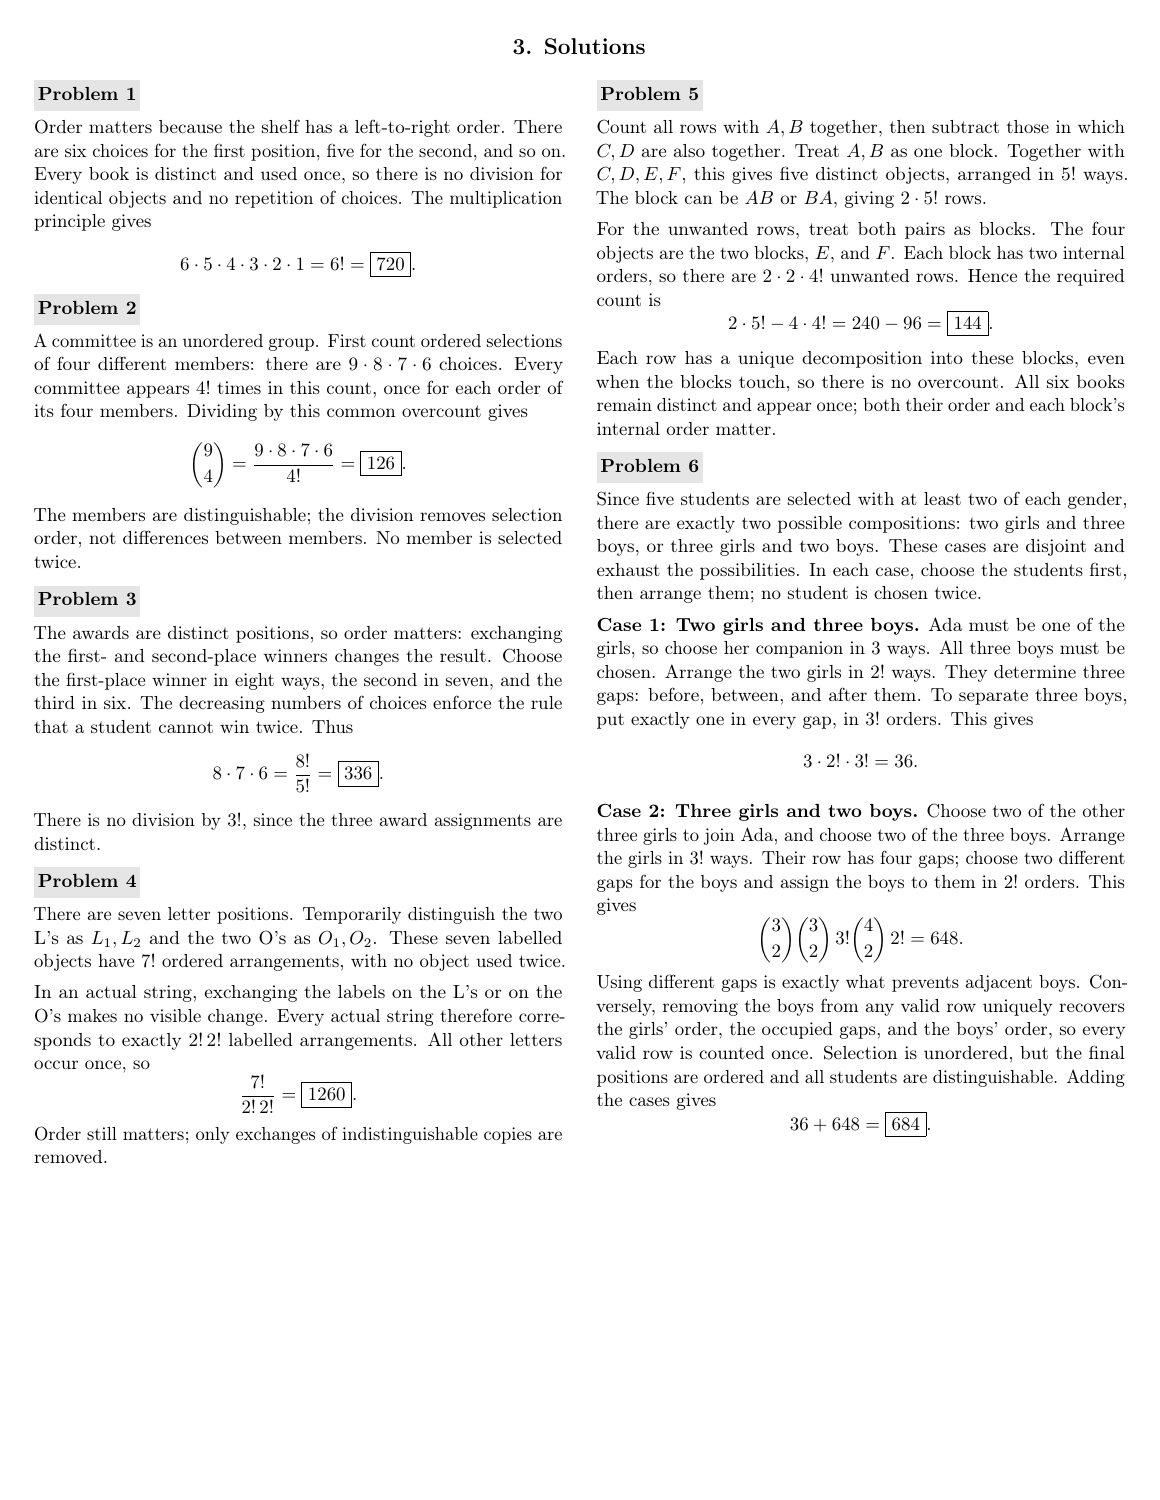 3. Solutions
Problem 1
Order matters because the shelf has a left-to-right order. There
are six choices for the first position, five for the second, and so on.
Every book is distinct and used once, so there is no division for
identical objects and no repetition of choices. The multiplication
principle gives
6 · 5 · 4 · 3 · 2 · 1 = 6! = 720.
Problem 2
A committee is an unordered group. First count ordered selections
of four different members: there are 9 · 8 · 7 · 6 choices. Every
committee appears 4! times in this count, once for each order of
its four members. Dividing by this common overcount gives
(9 4) = 9 · 8 · 7 · 6 / 4! = 126.
The members are distinguishable; the division removes selection
order, not differences between members. No member is selected
twice.
Problem 3
The awards are distinct positions, so order matters: exchanging
the first- and second-place winners changes the result. Choose
the first-place winner in eight ways, the second in seven, and the
third in six. The decreasing numbers of choices enforce the rule
that a student cannot win twice. Thus
8 · 7 · 6 = 8! / 5! = 336.
There is no division by 3!, since the three award assignments are
distinct.
Problem 4
There are seven letter positions. Temporarily distinguish the two
L's as L₁, L₂ and the two O's as O₁, O₂. These seven labelled
objects have 7! ordered arrangements, with no object used twice.
In an actual string, exchanging the labels on the L's or on the
O's makes no visible change. Every actual string therefore corre-
sponds to exactly 2! 2! labelled arrangements. All other letters
occur once, so
7! / 2! 2! = 1260.
Order still matters; only exchanges of indistinguishable copies are
removed.
Problem 5
Count all rows with A, B together, then subtract those in which
C, D are also together. Treat A, B as one block. Together with
C, D, E, F, this gives five distinct objects, arranged in 5! ways.
The block can be AB or BA, giving 2 · 5! rows.
For the unwanted rows, treat both pairs as blocks. The four
objects are the two blocks, E, and F. Each block has two internal
orders, so there are 2 · 2 · 4! unwanted rows. Hence the required
count is
2 · 5! − 4 · 4! = 240 − 96 = 144.
Each row has a unique decomposition into these blocks, even
when the blocks touch, so there is no overcount. All six books
remain distinct and appear once; both their order and each block's
internal order matter.
Problem 6
Since five students are selected with at least two of each gender,
there are exactly two possible compositions: two girls and three
boys, or three girls and two boys. These cases are disjoint and
exhaust the possibilities. In each case, choose the students first,
then arrange them; no student is chosen twice.
Case 1: Two girls and three boys. Ada must be one of the
girls, so choose her companion in 3 ways. All three boys must be
chosen. Arrange the two girls in 2! ways. They determine three
gaps: before, between, and after them. To separate three boys,
put exactly one in every gap, in 3! orders. This gives
3 · 2! · 3! = 36.
Case 2: Three girls and two boys. Choose two of the other
three girls to join Ada, and choose two of the three boys. Arrange
the girls in 3! ways. Their row has four gaps; choose two different
gaps for the boys and assign the boys to them in 2! orders. This
gives
(3 2)(3 2) 3! (4 2) 2! = 648.
Using different gaps is exactly what prevents adjacent boys. Con-
versely, removing the boys from any valid row uniquely recovers
the girls' order, the occupied gaps, and the boys' order, so every
valid row is counted once. Selection is unordered, but the final
positions are ordered and all students are distinguishable. Adding
the cases gives
36 + 648 = 684.